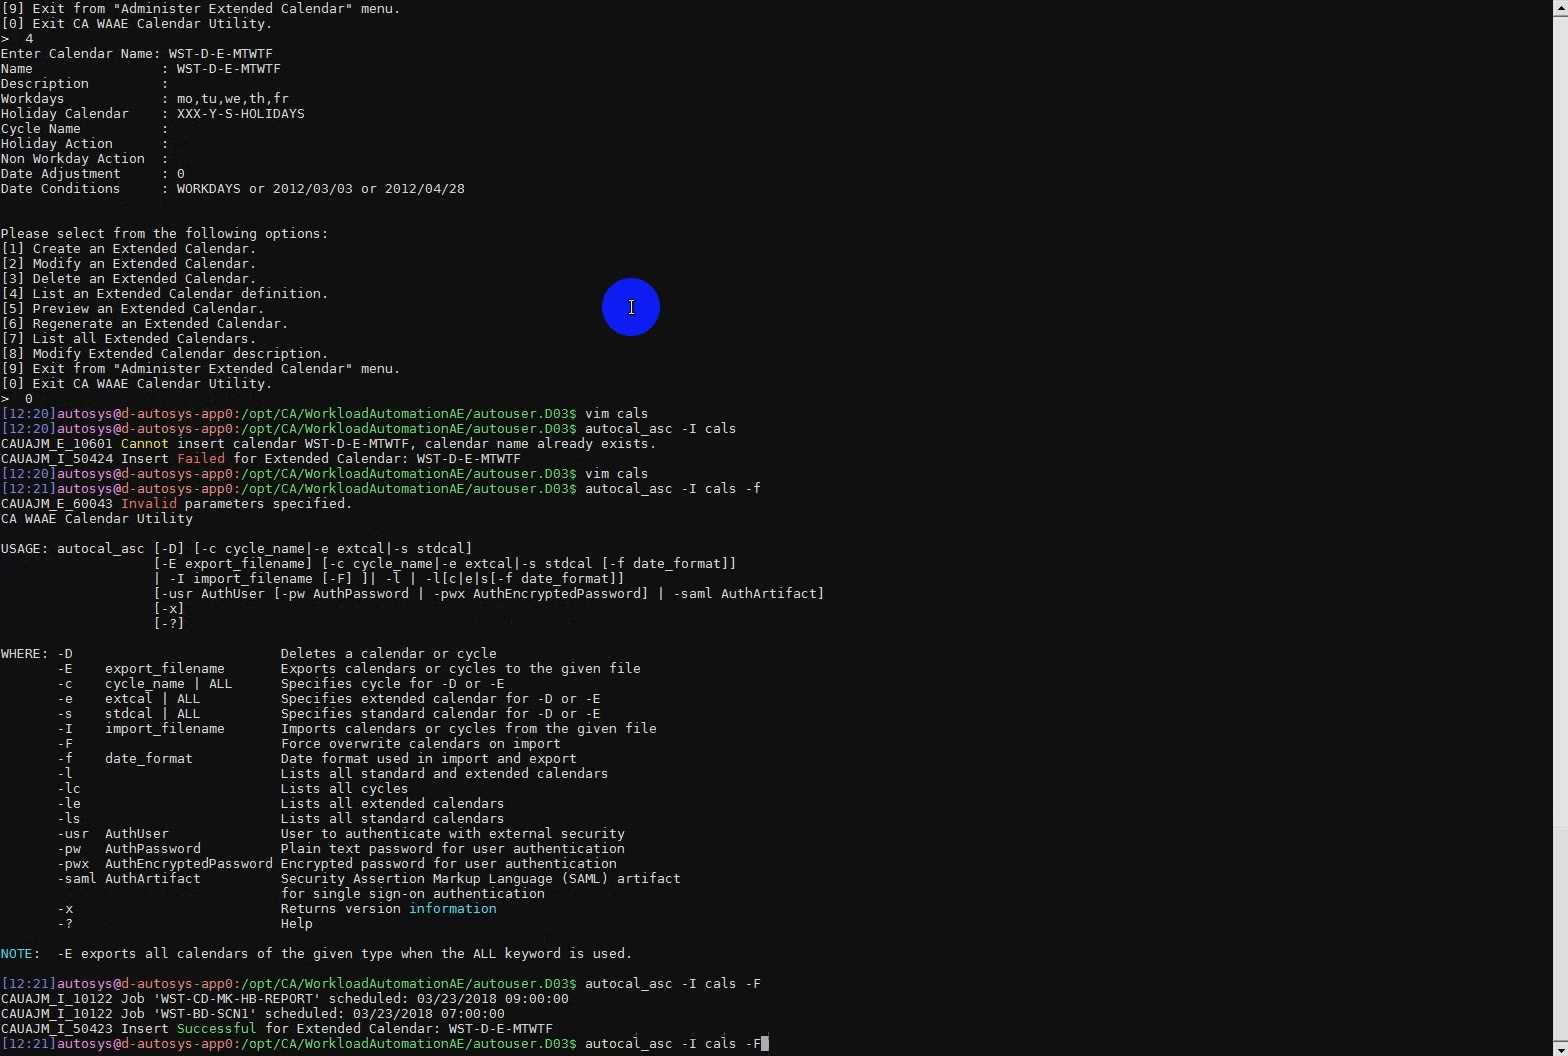 [9] Exit from "Administer Extended Calendar" menu.
[0] Exit CA WAAE Calendar Utility.
>  4
Enter Calendar Name: WST-D-E-MTWTF
Name                : WST-D-E-MTWTF
Description         :
Workdays            : mo,tu,we,th,fr
Holiday Calendar    : XXX-Y-S-HOLIDAYS
Cycle Name          :
Holiday Action      :
Non Workday Action  :
Date Adjustment     : 0
Date Conditions     : WORKDAYS or 2012/03/03 or 2012/04/28
Please select from the following options:
[1] Create an Extended Calendar.
[2] Modify an Extended Calendar.
[3] Delete an Extended Calendar.
[4] List an Extended Calendar definition.
[5] Preview an Extended Calendar.
[6] Regenerate an Extended Calendar.
[7] List all Extended Calendars.
[8] Modify Extended Calendar description.
[9] Exit from "Administer Extended Calendar" menu.
[0] Exit CA WAAE Calendar Utility.
>  0
[12:20]autosys@d-autosys-app0:/opt/CA/WorkloadAutomationAE/autouser.D03$ vim cals
[12:20]autosys@d-autosys-app0:/opt/CA/WorkloadAutomationAE/autouser.D03$ autocal_asc -I cals
CAUAJM_E_10601 Cannot insert calendar WST-D-E-MTWTF, calendar name already exists.
CAUAJM_I_50424 Insert Failed for Extended Calendar: WST-D-E-MTWTF
[12:20]autosys@d-autosys-app0:/opt/CA/WorkloadAutomationAE/autouser.D03$ vim cals
[12:21]autosys@d-autosys-app0:/opt/CA/WorkloadAutomationAE/autouser.D03$ autocal_asc -I cals -f
CAUAJM_E_60043 Invalid parameters specified.
CA WAAE Calendar Utility
USAGE: autocal_asc [-D] [-c cycle_name|-e extcal|-s stdcal]
[-E export_filename] [-c cycle_name|-e extcal|-s stdcal [-f date_format]]
| -I import_filename [-F] ]| -l | -l[c|e|s[-f date_format]]
[-usr AuthUser [-pw AuthPassword | -pwx AuthEncryptedPassword] | -saml AuthArtifact]
[-x]
[-?]
WHERE: -D                          Deletes a calendar or cycle
-E    export_filename       Exports calendars or cycles to the given file
-c    cycle_name | ALL      Specifies cycle for -D or -E
-e    extcal | ALL          Specifies extended calendar for -D or -E
-s    stdcal | ALL          Specifies standard calendar for -D or -E
-I    import_filename       Imports calendars or cycles from the given file
-F                          Force overwrite calendars on import
-f    date_format           Date format used in import and export
-l                          Lists all standard and extended calendars
-lc                         Lists all cycles
-le                         Lists all extended calendars
-ls                         Lists all standard calendars
-usr  AuthUser              User to authenticate with external security
-pw   AuthPassword          Plain text password for user authentication
-pwx  AuthEncryptedPassword Encrypted password for user authentication
-saml AuthArtifact          Security Assertion Markup Language (SAML) artifact
for single sign-on authentication
-x                          Returns version information
-?                          Help
NOTE:  -E exports all calendars of the given type when the ALL keyword is used.
[12:21]autosys@d-autosys-app0:/opt/CA/WorkloadAutomationAE/autouser.D03$ autocal_asc -I cals -F
CAUAJM_I_10122 Job 'WST-CD-MK-HB-REPORT' scheduled: 03/23/2018 09:00:00
CAUAJM_I_10122 Job 'WST-BD-SCN1' scheduled: 03/23/2018 07:00:00
CAUAJM_I_50423 Insert Successful for Extended Calendar: WST-D-E-MTWTF
[12:21]autosys@d-autosys-app0:/opt/CA/WorkloadAutomationAE/autouser.D03$ autocal_asc -I cals -F